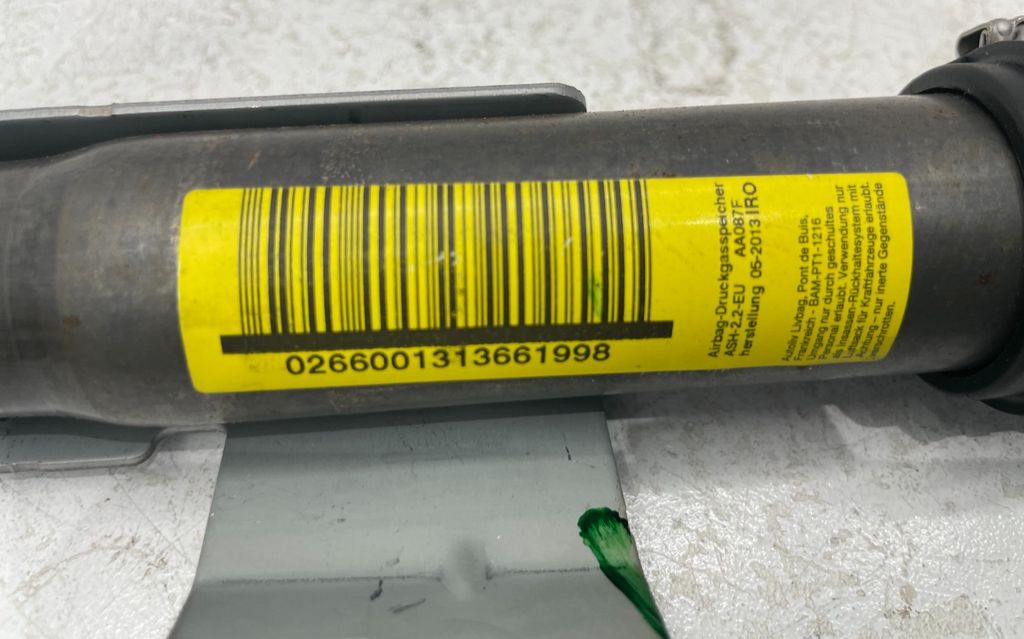 0266001313661998
Airbag-Druckgasspeicher
ASH-2.2-EU AA087F
herstellung 05-2013 IRO
Autoliv Livbag, Pont de Buis,
Frankreich - BAM-PT1-1216
Umgang nur durch geschultes
Personal erlaubt. Verwendung nur
als Insassen-Rückhaltesystem mit
Luftsack für Kraftfahrzeuge erlaubt.
Achtung – nur inerte Gegenstände
verschrotten.